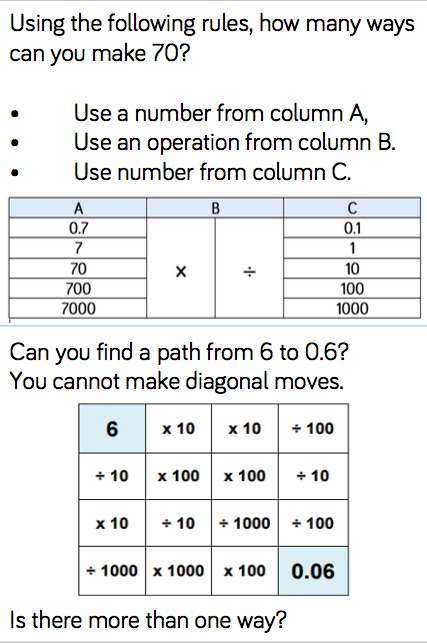 Using the following rules, how many ways
can you make 70?
• Use a number from column A,
• Use an operation from column B.
• Use number from column C.
A B C
0.7 0.1
7 1
70 x ÷ 10
700 100
7000 1000
Can you find a path from 6 to 0.6?
You cannot make diagonal moves.
6 x 10 x 10 ÷ 100
÷ 10 x 100 x 100 ÷ 10
x 10 ÷ 10 ÷ 1000 ÷ 100
÷ 1000 x 1000 x 100 0.06
Is there more than one way?